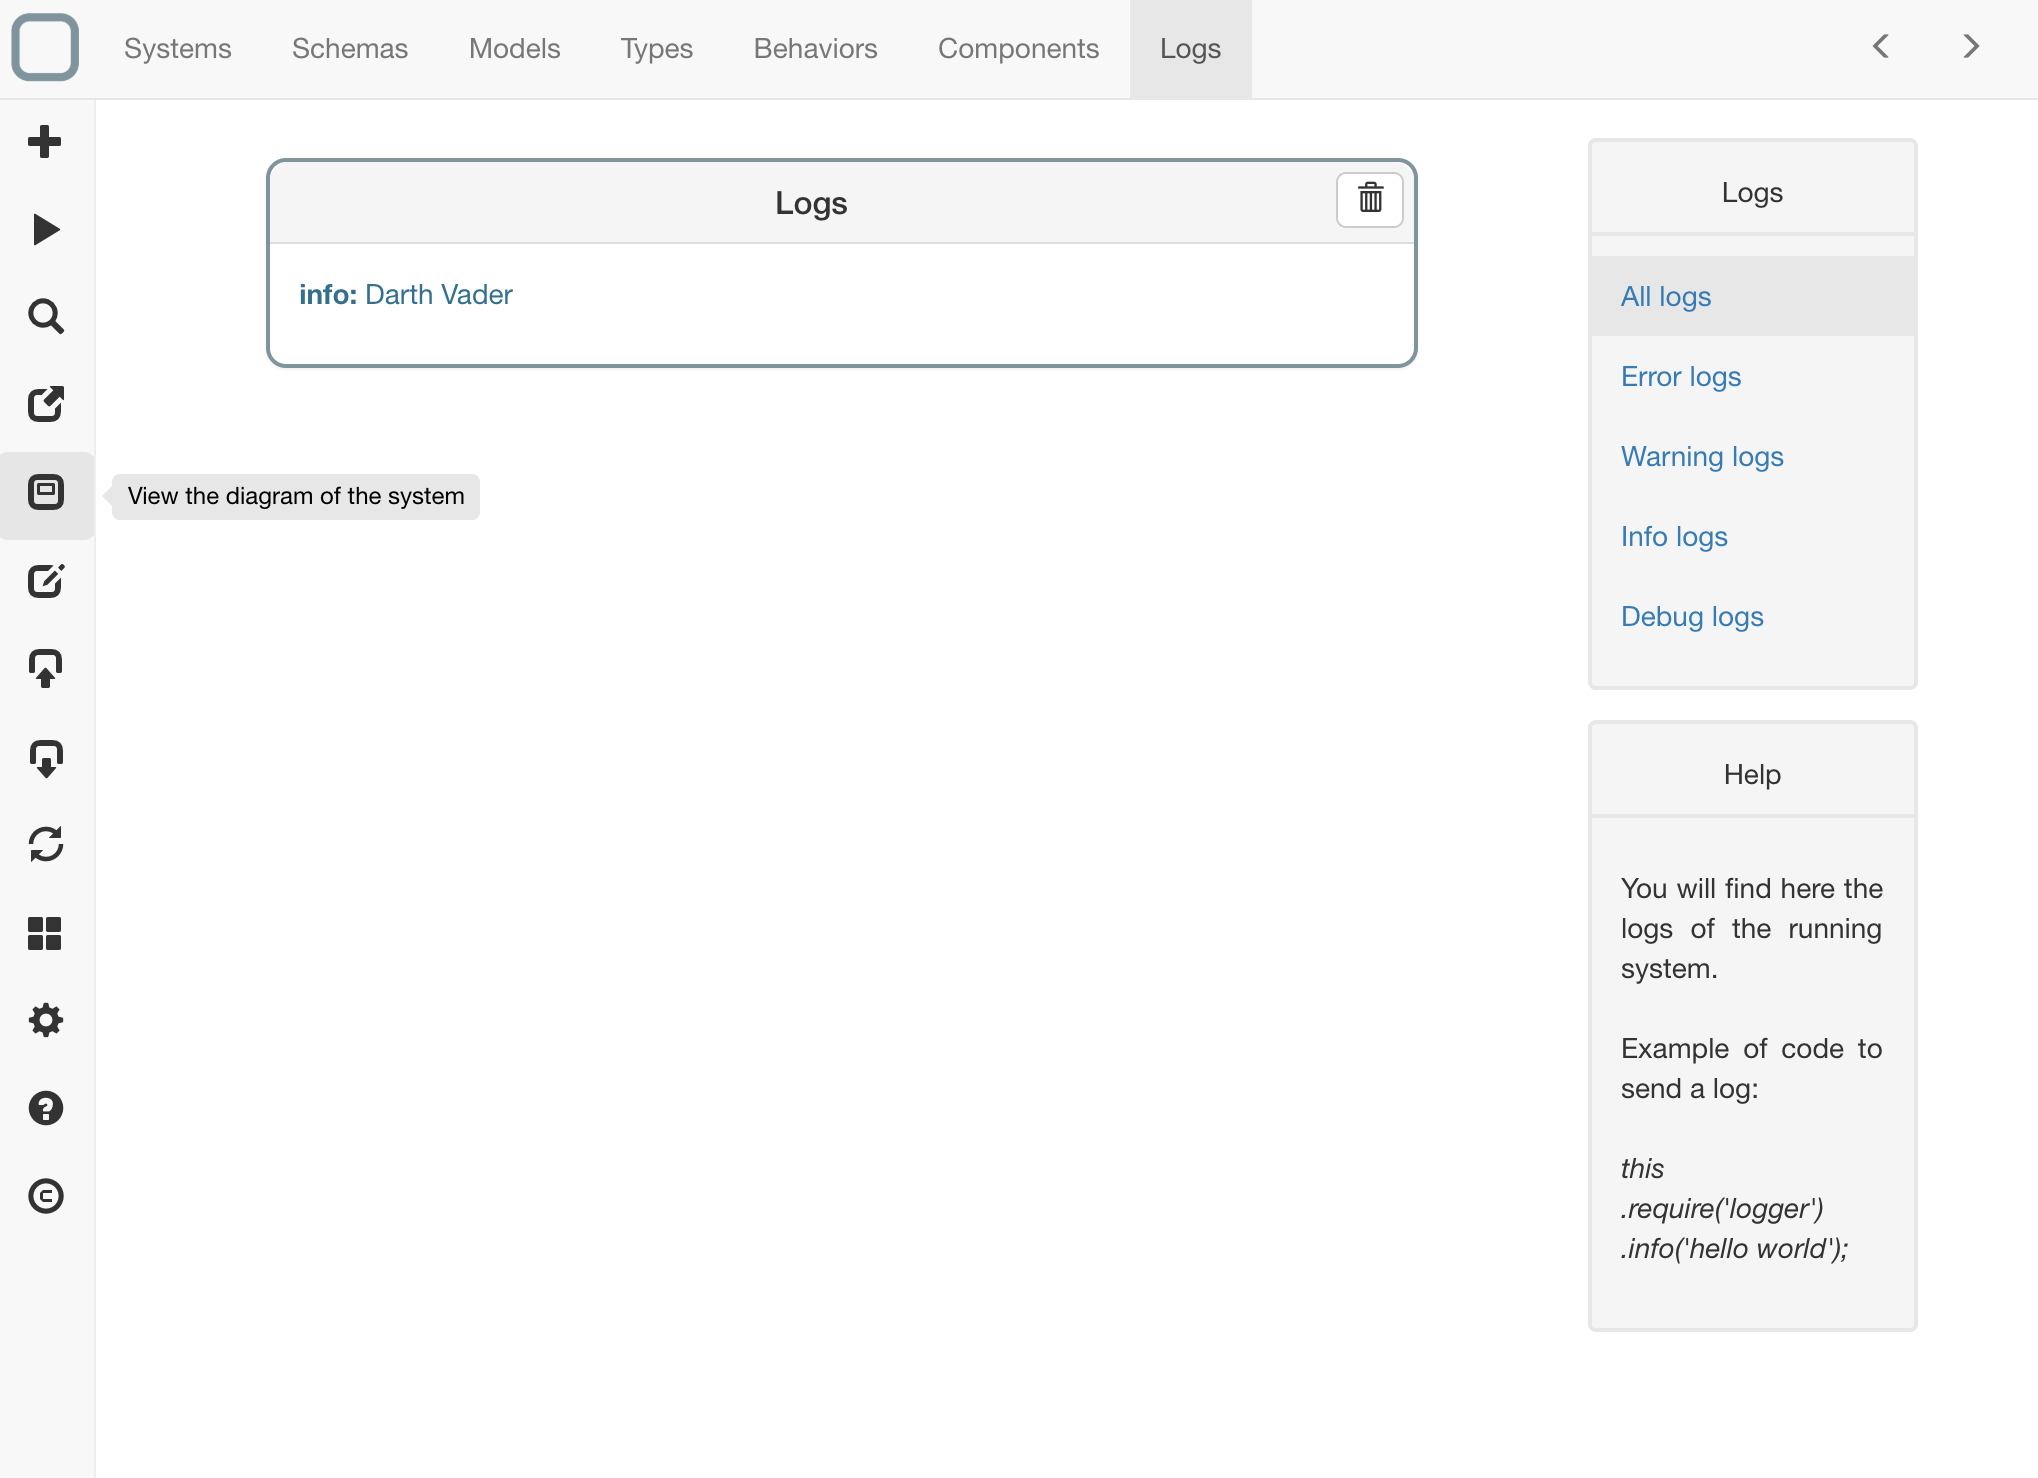 Systems Schemas Models Types Behaviors Components Logs
Logs
info: Darth Vader
View the diagram of the system
Logs
All logs
Error logs
Warning logs
Info logs
Debug logs
Help
You will find here the
logs of the running
system.
Example of code to
send a log:
this
.require('logger')
.info('hello world');